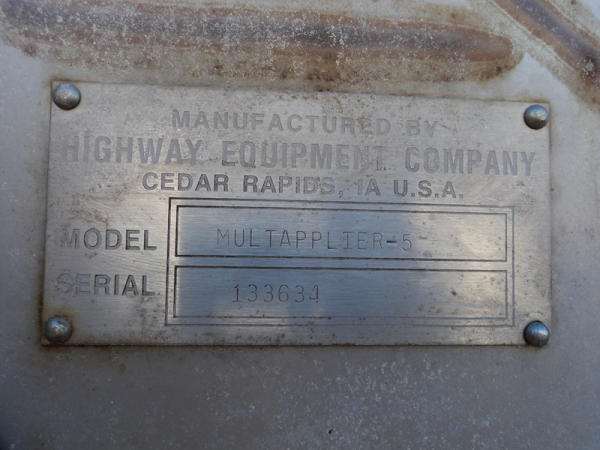 MANUFACTURED BY
HIGHWAY EQUIPMENT COMPANY
CEDAR RAPIDS, IA U.S.A.
MODEL MULTAPPLIER-5
SERIAL 133634